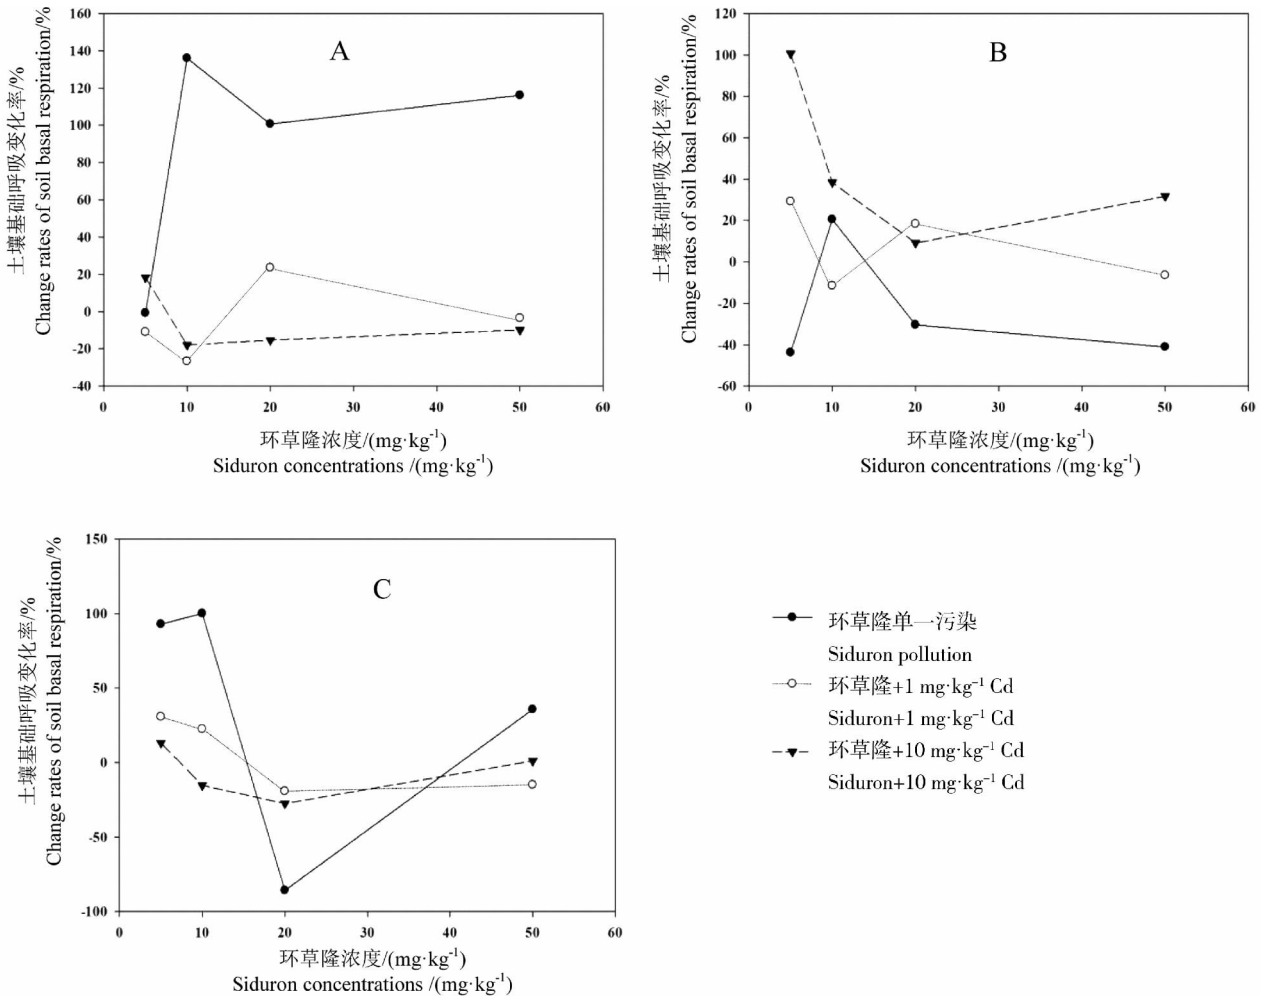 土壤基础呼吸变化率/%
Change rates of soil basal respiration/%
160
140
120
100
80
60
40
20
0
-20
-40
A
0 10 20 30 40 50 60
环草隆浓度/(mg·kg⁻¹)
Siduron concentrations /(mg·kg⁻¹)
土壤基础呼吸变化率/%
Change rates of soil basal respiration/%
120
100
80
60
40
20
0
-20
-40
-60
B
0 10 20 30 40 50 60
环草隆浓度/(mg·kg⁻¹)
Siduron concentrations /(mg·kg⁻¹)
土壤基础呼吸变化率/%
Change rates of soil basal respiration/%
150
100
50
0
-50
-100
C
0 10 20 30 40 50 60
环草隆浓度/(mg·kg⁻¹)
Siduron concentrations /(mg·kg⁻¹)
环草隆单一污染
Siduron pollution
环草隆+1 mg·kg⁻¹ Cd
Siduron+1 mg·kg⁻¹ Cd
环草隆+10 mg·kg⁻¹ Cd
Siduron+10 mg·kg⁻¹ Cd